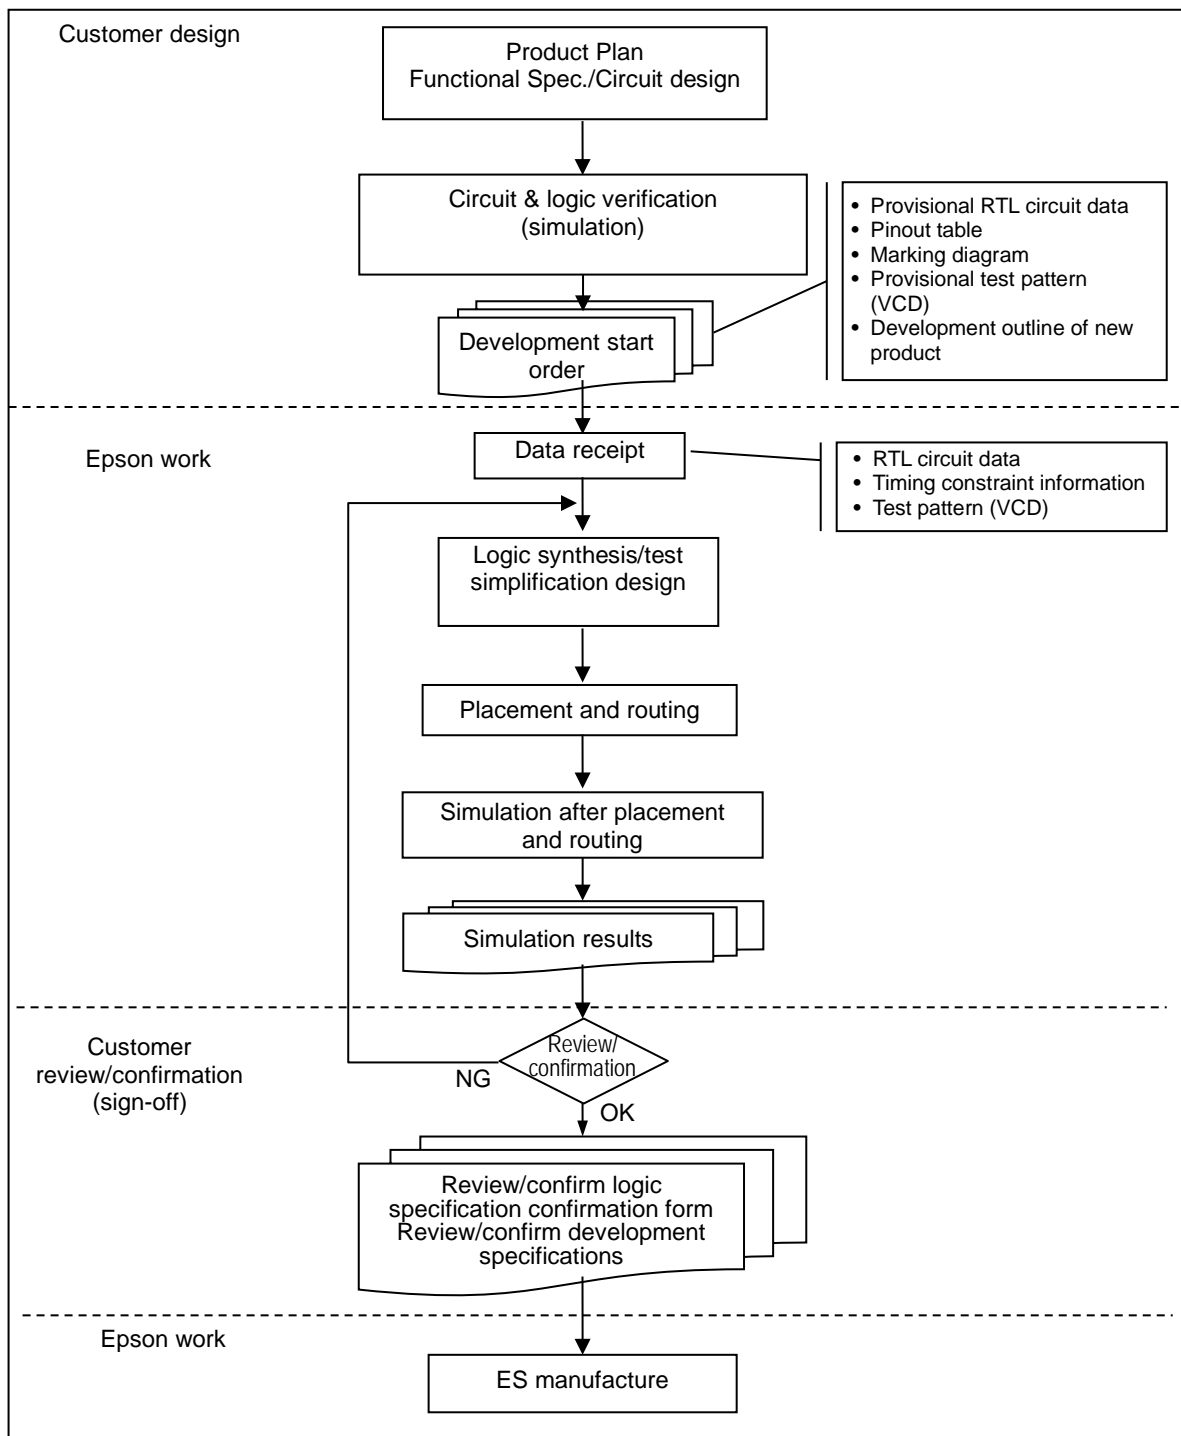 Customer design
Product Plan
Functional Spec./Circuit design
Circuit & logic verification
(simulation)
• Provisional RTL circuit data
• Pinout table
• Marking diagram
• Provisional test pattern
(VCD)
• Development outline of new
product
Development start
order
Epson work
Data receipt
• RTL circuit data
• Timing constraint information
• Test pattern (VCD)
Logic synthesis/test
simplification design
Placement and routing
Simulation after placement
and routing
Simulation results
Customer
review/confirmation
(sign-off)
Review/
confirmation
NG
OK
Review/confirm logic
specification confirmation form
Review/confirm development
specifications
Epson work
ES manufacture